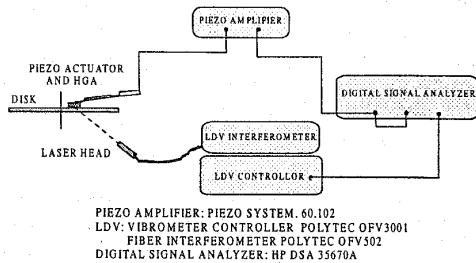 PIEZO AMPLIFIER
PIEZO ACTUATOR
AND HGA
DISK
DIGITAL SIGNAL ANALYZER
LDV INTERFEROMETER
LASER HEAD
LDV CONTROLLOR
PIEZO AMPLIFIER: PIEZO SYSTEM. 60.102
LDV: VIBROMETER CONTROLLER POLYTEC OFV3001
FIBER INTERFEROMETER POLYTEC OFV502
DIGITAL SIGNAL ANALYZER: HP DSA 35670A